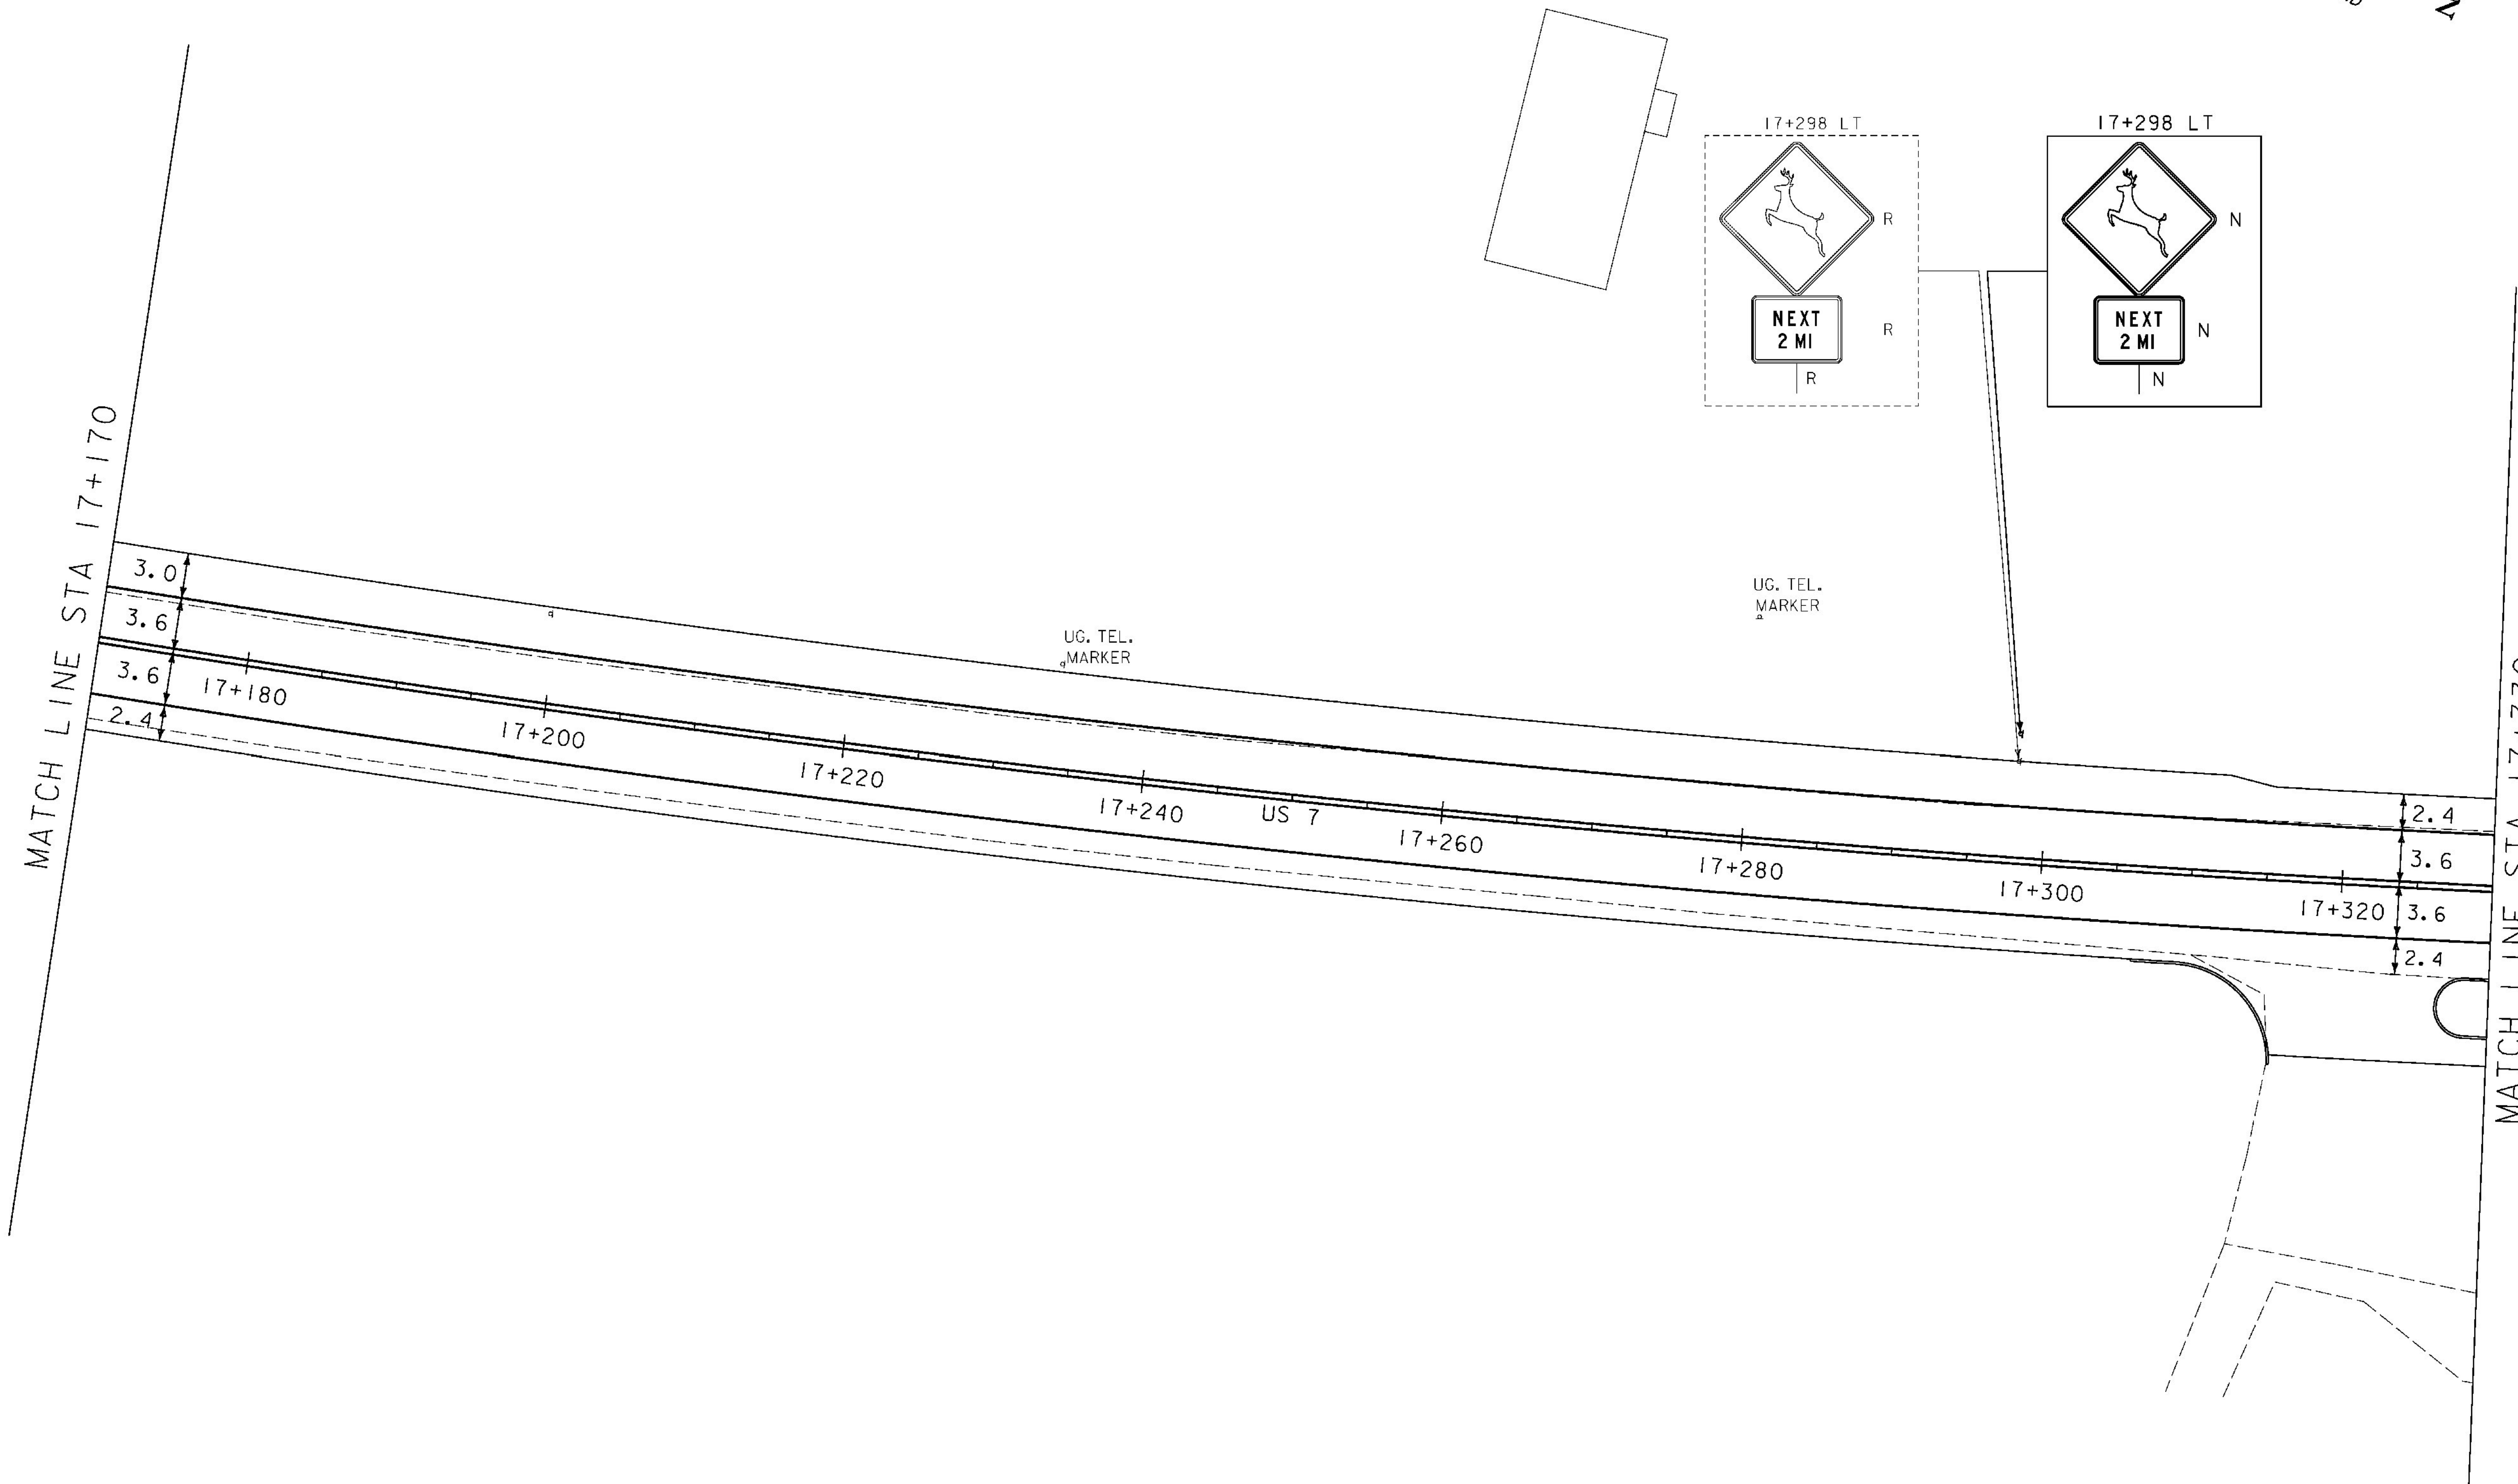 17+298 LT
R
NEXT
2 MI
R
R
17+298 LT
N
NEXT
2 MI
N
N
MATCH LINE STA 17+170
3.0
3.6
3.6
2.4
UG. TEL.
MARKER
UG. TEL.
MARKER
17+180
17+200
17+220
17+240
US 7
17+260
17+280
17+300
17+320
2.4
3.6
3.6
2.4
MATCH LINE STA